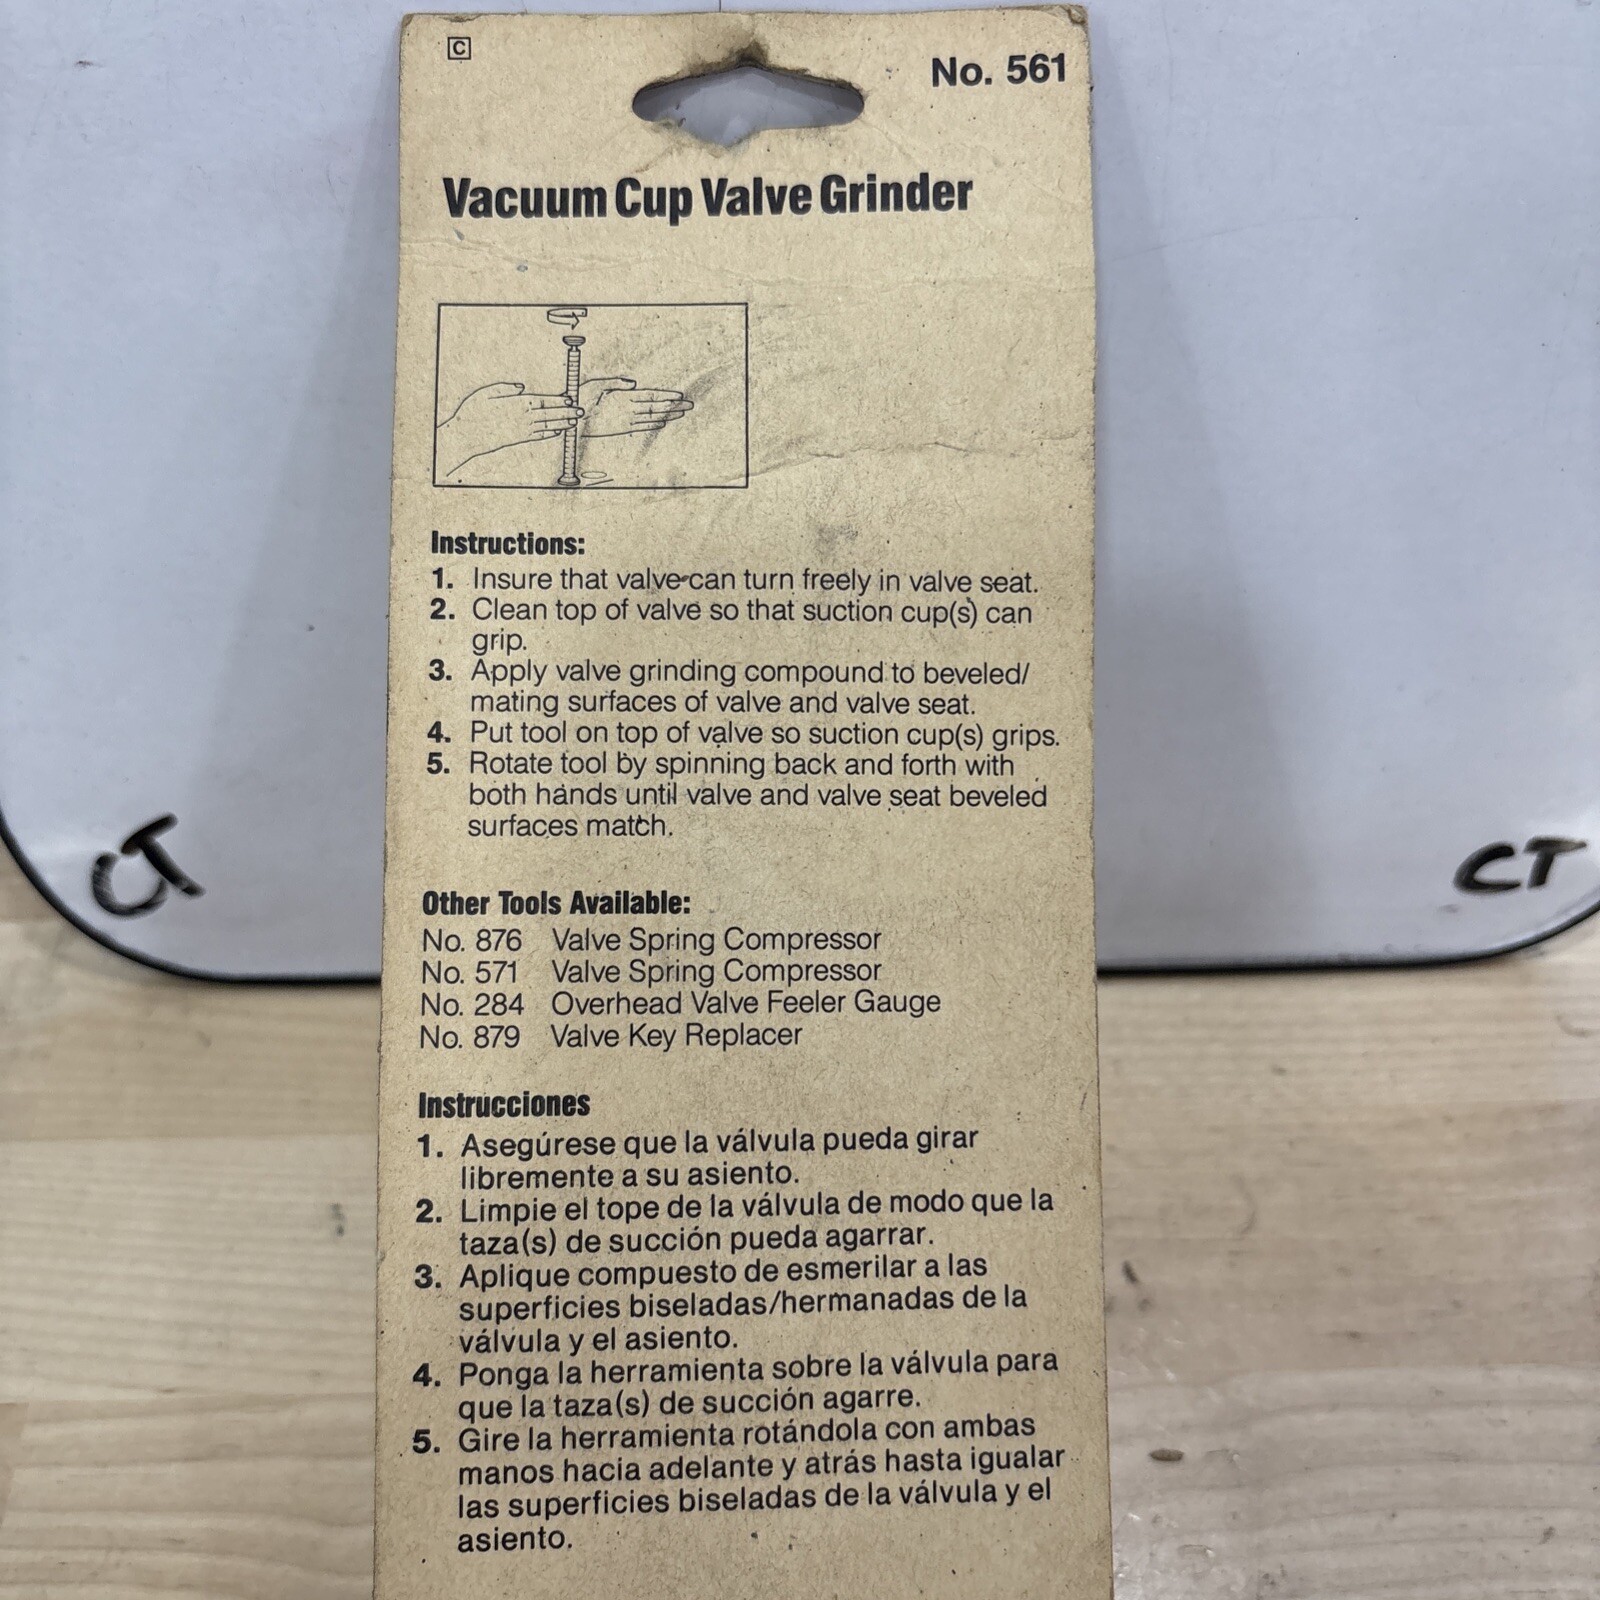 C
No. 561
Vacuum Cup Valve Grinder
Instructions:
1. Insure that valve can turn freely in valve seat.
2. Clean top of valve so that suction cup(s) can
grip.
3. Apply valve grinding compound to beveled/
mating surfaces of valve and valve seat.
4. Put tool on top of valve so suction cup(s) grips.
5. Rotate tool by spinning back and forth with
both hands until valve and valve seat beveled
surfaces match.
CT
CT
Other Tools Available:
No. 876 Valve Spring Compressor
No. 571 Valve Spring Compressor
No. 284 Overhead Valve Feeler Gauge
No. 879 Valve Key Replacer
Instrucciones
1. Asegúrese que la válvula pueda girar
libremente a su asiento.
2. Limpie el tope de la válvula de modo que la
taza(s) de succión pueda agarrar.
3. Aplique compuesto de esmerilar a las
superficies biseladas/hermanadas de la
válvula y el asiento.
4. Ponga la herramienta sobre la válvula para
que la taza(s) de succión agarre.
5. Gire la herramienta rotándola con ambas
manos hacia adelante y atrás hasta igualar
las superficies biseladas de la válvula y el
asiento.